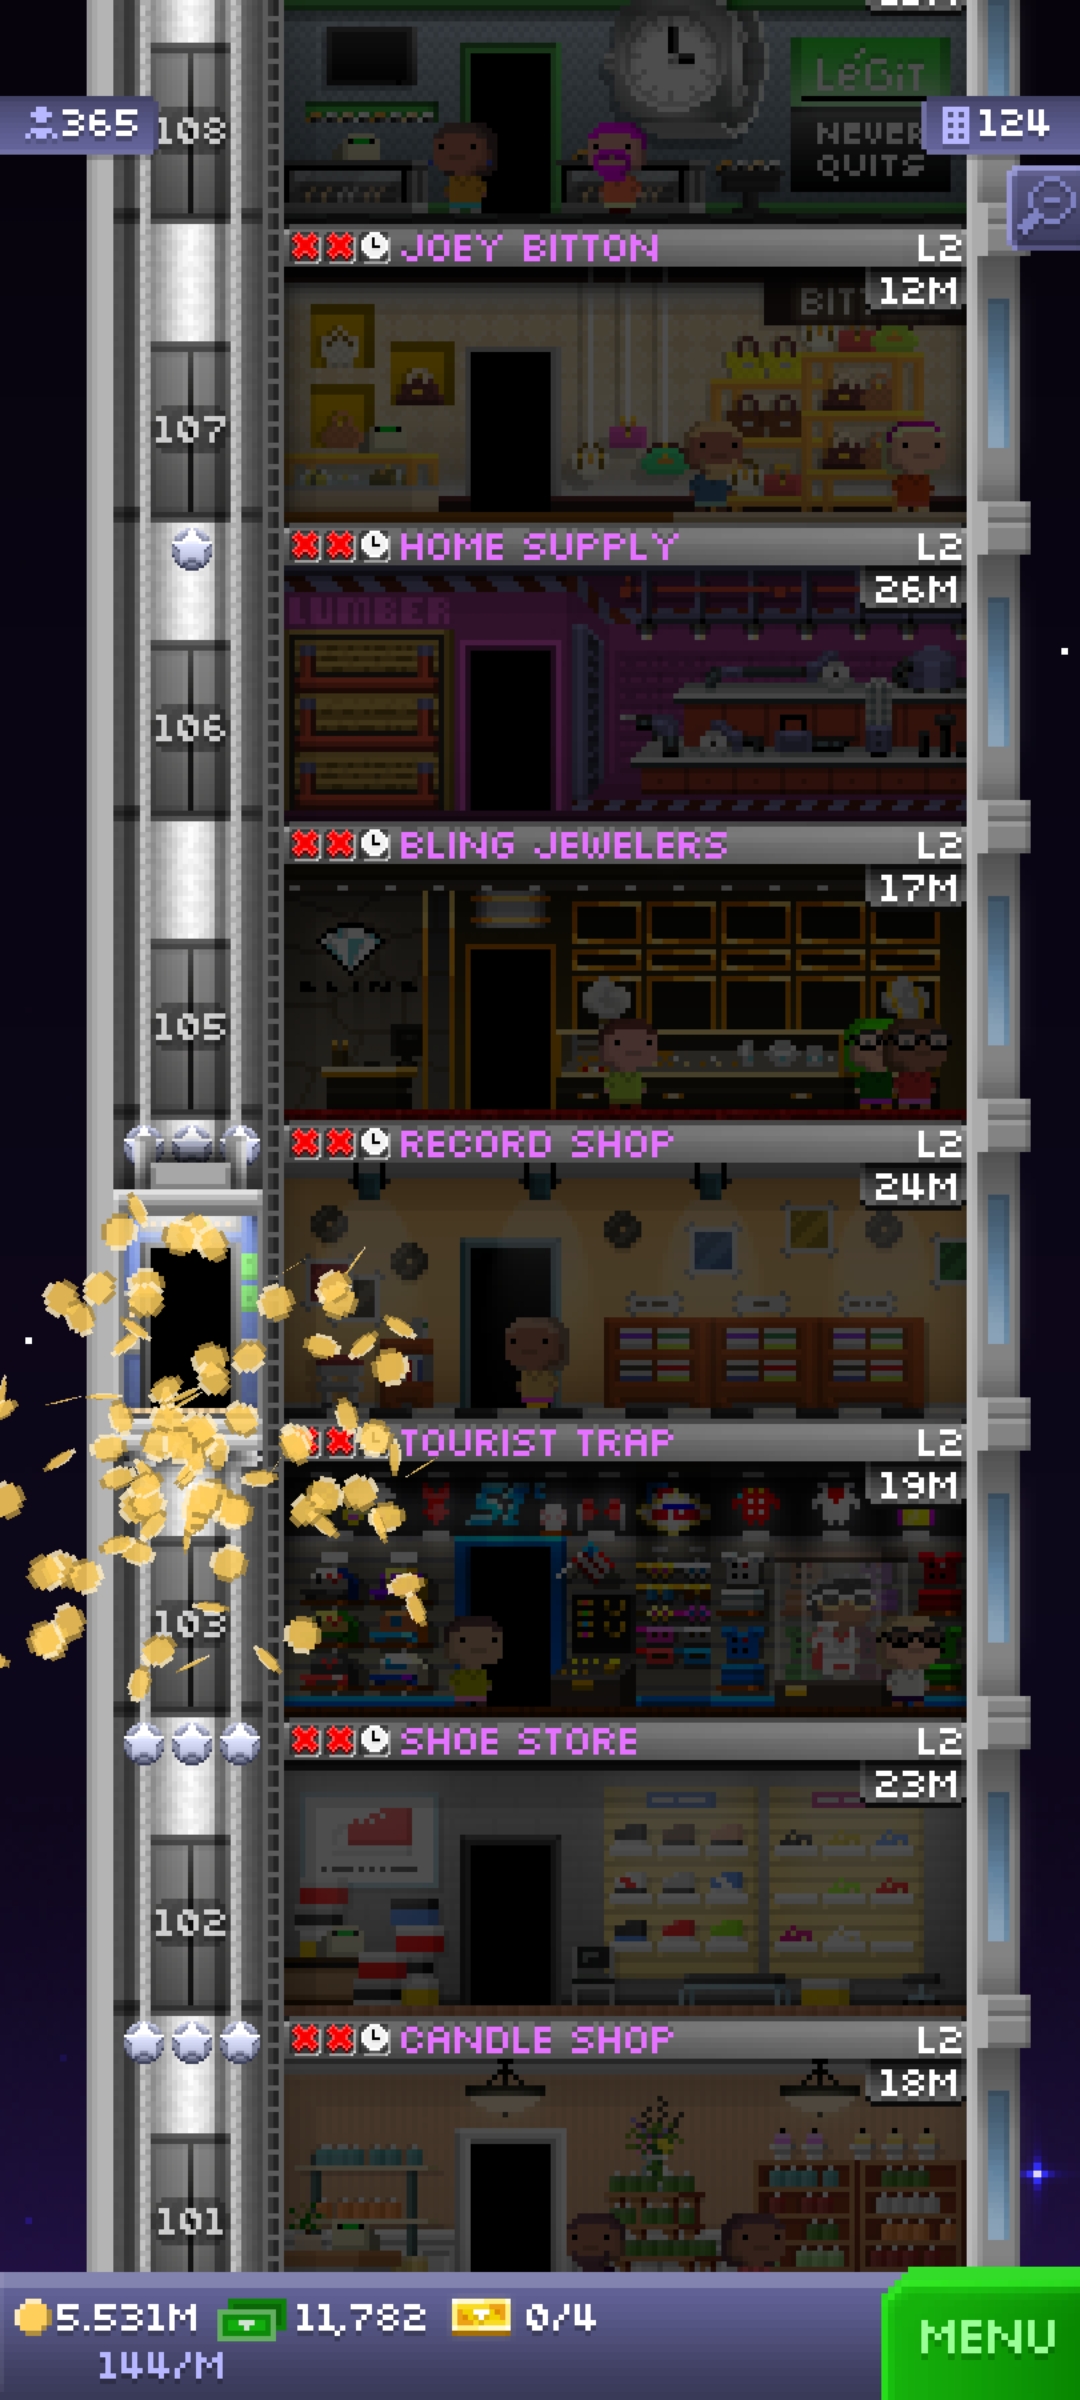 365
108
LéGiT
124
NEVER
QUITS
JOEY BITTON L2
12M
BIT
107
HOME SUPPLY L2
26M
LUMBER
106
BLING JEWELERS L2
17M
BLING
105
RECORD SHOP L2
24M
TOURIST TRAP L2
19M
103
SHOE STORE L2
23M
102
CANDLE SHOP L2
18M
101
5.531M 11,782 0/4
144/M
MENU